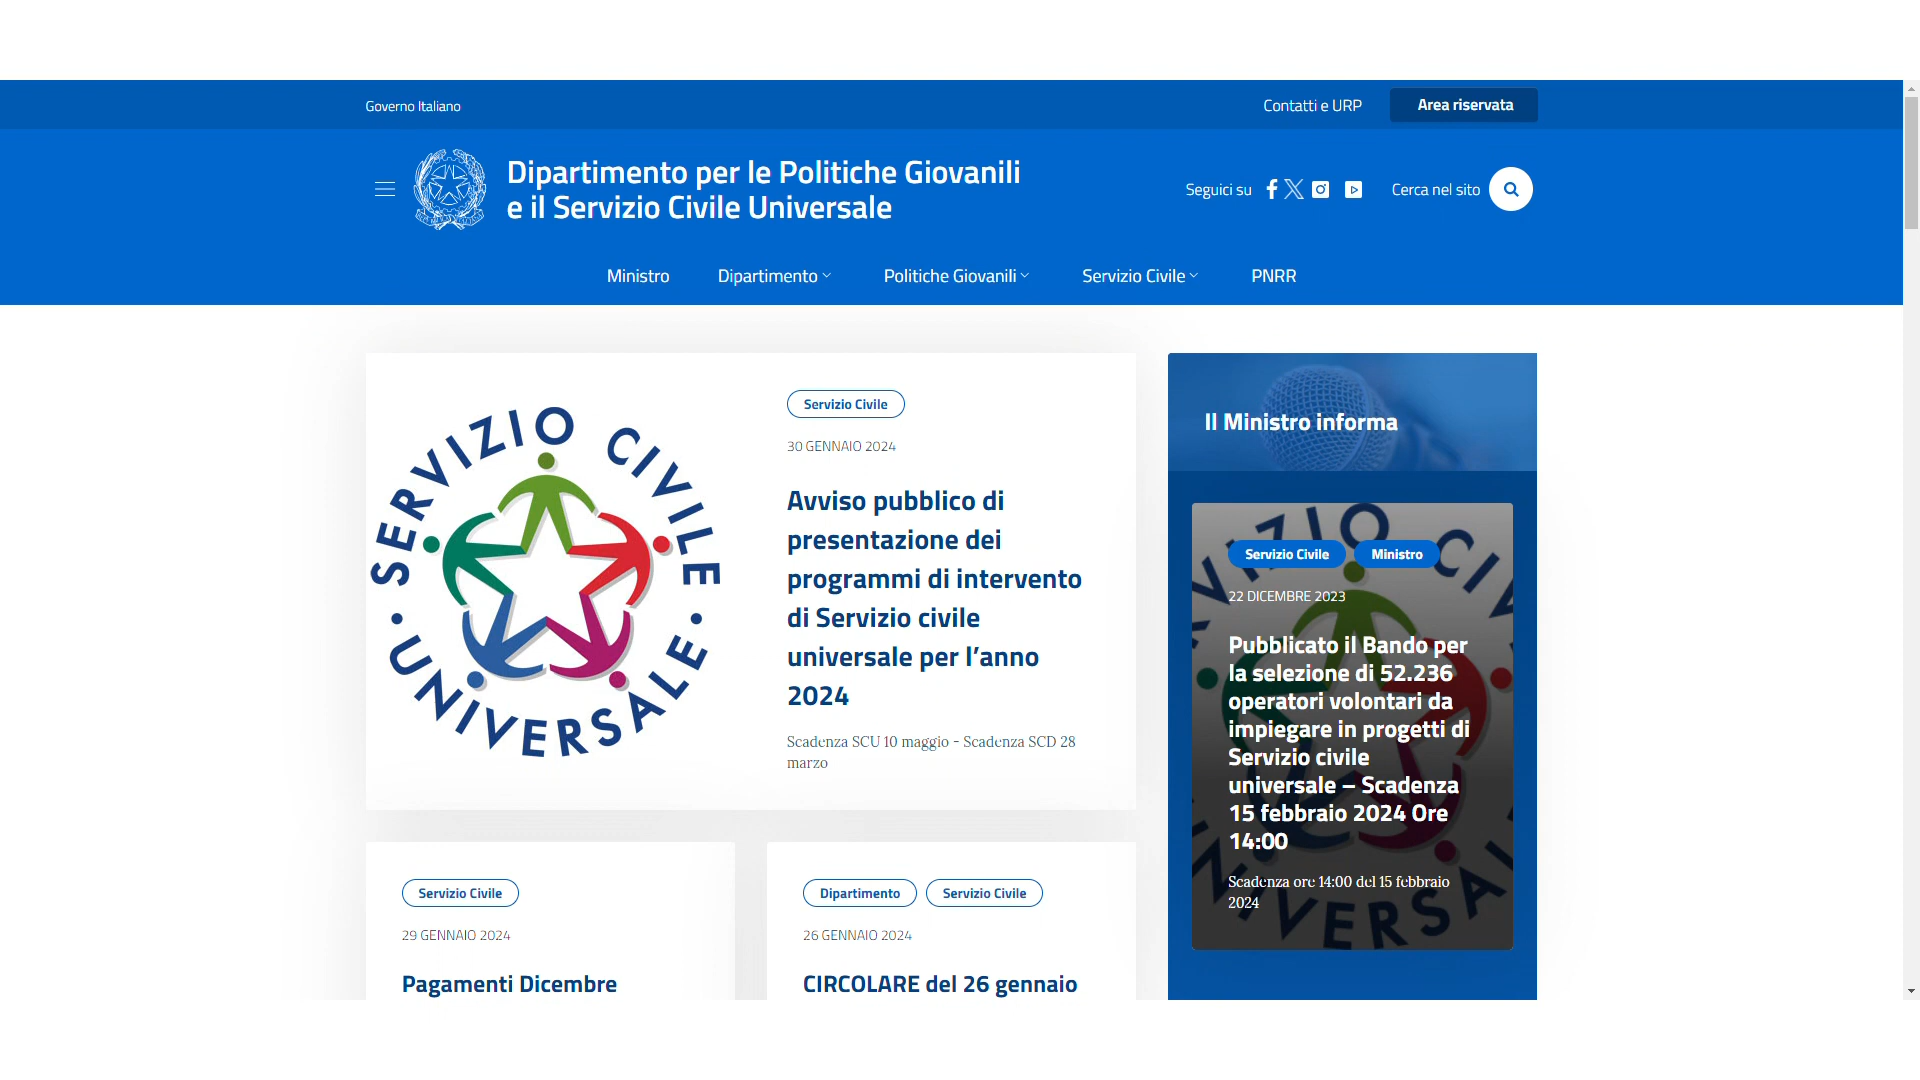 Governo Italiano
Contatti e URP
Area riservata
Dipartimento per le Politiche Giovanili
e il Servizio Civile Universale
Seguici su
Cerca nel sito
Ministro
Dipartimento
Politiche Giovanili
Servizio Civile
PNRR
SERVIZIO CIVILE
· UNIVERSALE ·
Servizio Civile
30 GENNAIO 2024
Avviso pubblico di
presentazione dei
programmi di intervento
di Servizio civile
universale per l’anno
2024
Scadenza SCU 10 maggio - Scadenza SCD 28
marzo
Il Ministro informa
Servizio Civile
Ministro
22 DICEMBRE 2023
Pubblicato il Bando per
la selezione di 52.236
operatori volontari da
impiegare in progetti di
Servizio civile
universale – Scadenza
15 febbraio 2024 Ore
14:00
Scadenza ore 14:00 del 15 febbraio
2024
Servizio Civile
29 GENNAIO 2024
Pagamenti Dicembre
Dipartimento
Servizio Civile
26 GENNAIO 2024
CIRCOLARE del 26 gennaio